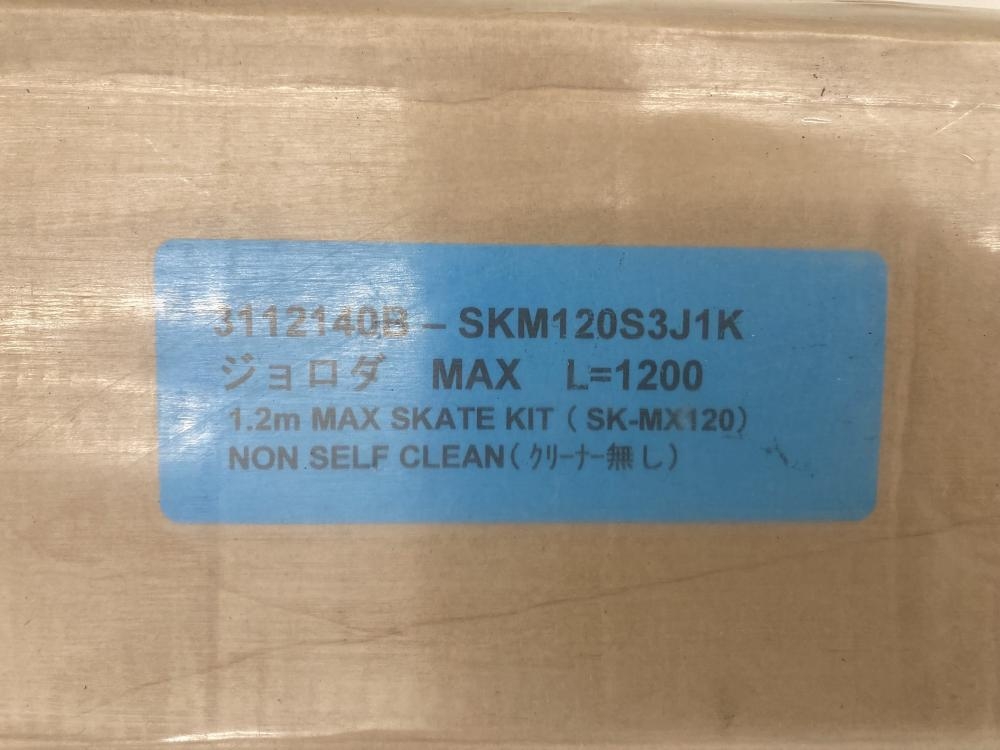 3112140B – SKM120S3J1K
ジョロダ MAX L=1200
1.2m MAX SKATE KIT ( SK-MX120)
NON SELF CLEAN(ｸﾘｰﾅｰ無し)